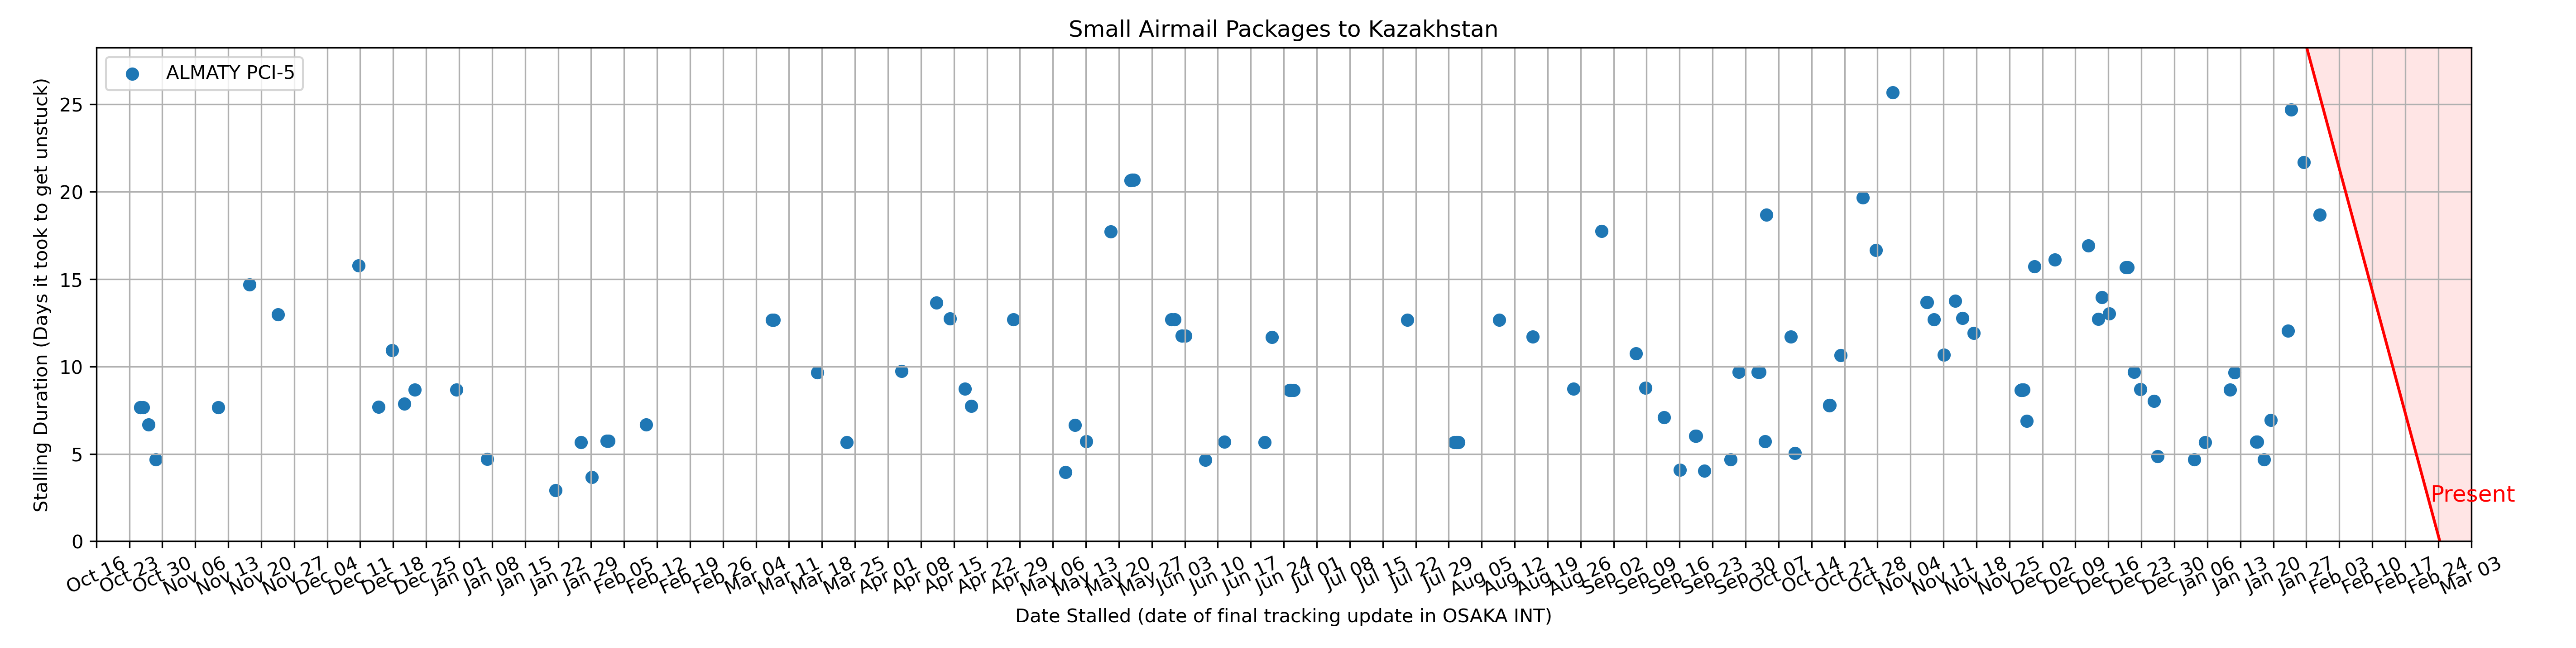 Small Airmail Packages to Kazakhstan
ALMATY PCI-5
Stalling Duration (Days it took to get unstuck)
25
20
15
10
5
0
Present
Oct 16
Oct 23
Oct 30
Nov 06
Nov 13
Nov 20
Nov 27
Dec 04
Dec 11
Dec 18
Dec 25
Jan 01
Jan 08
Jan 15
Jan 22
Jan 29
Feb 05
Feb 12
Feb 19
Feb 26
Mar 04
Mar 11
Mar 18
Mar 25
Apr 01
Apr 08
Apr 15
Apr 22
Apr 29
May 06
May 13
May 20
May 27
Jun 03
Jun 10
Jun 17
Jun 24
Jul 01
Jul 08
Jul 15
Jul 22
Jul 29
Aug 05
Aug 12
Aug 19
Aug 26
Sep 02
Sep 09
Sep 16
Sep 23
Sep 30
Oct 07
Oct 14
Oct 21
Oct 28
Nov 04
Nov 11
Nov 18
Nov 25
Dec 02
Dec 09
Dec 16
Dec 23
Dec 30
Jan 06
Jan 13
Jan 20
Jan 27
Feb 03
Feb 10
Feb 17
Feb 24
Mar 03
Date Stalled (date of final tracking update in OSAKA INT)